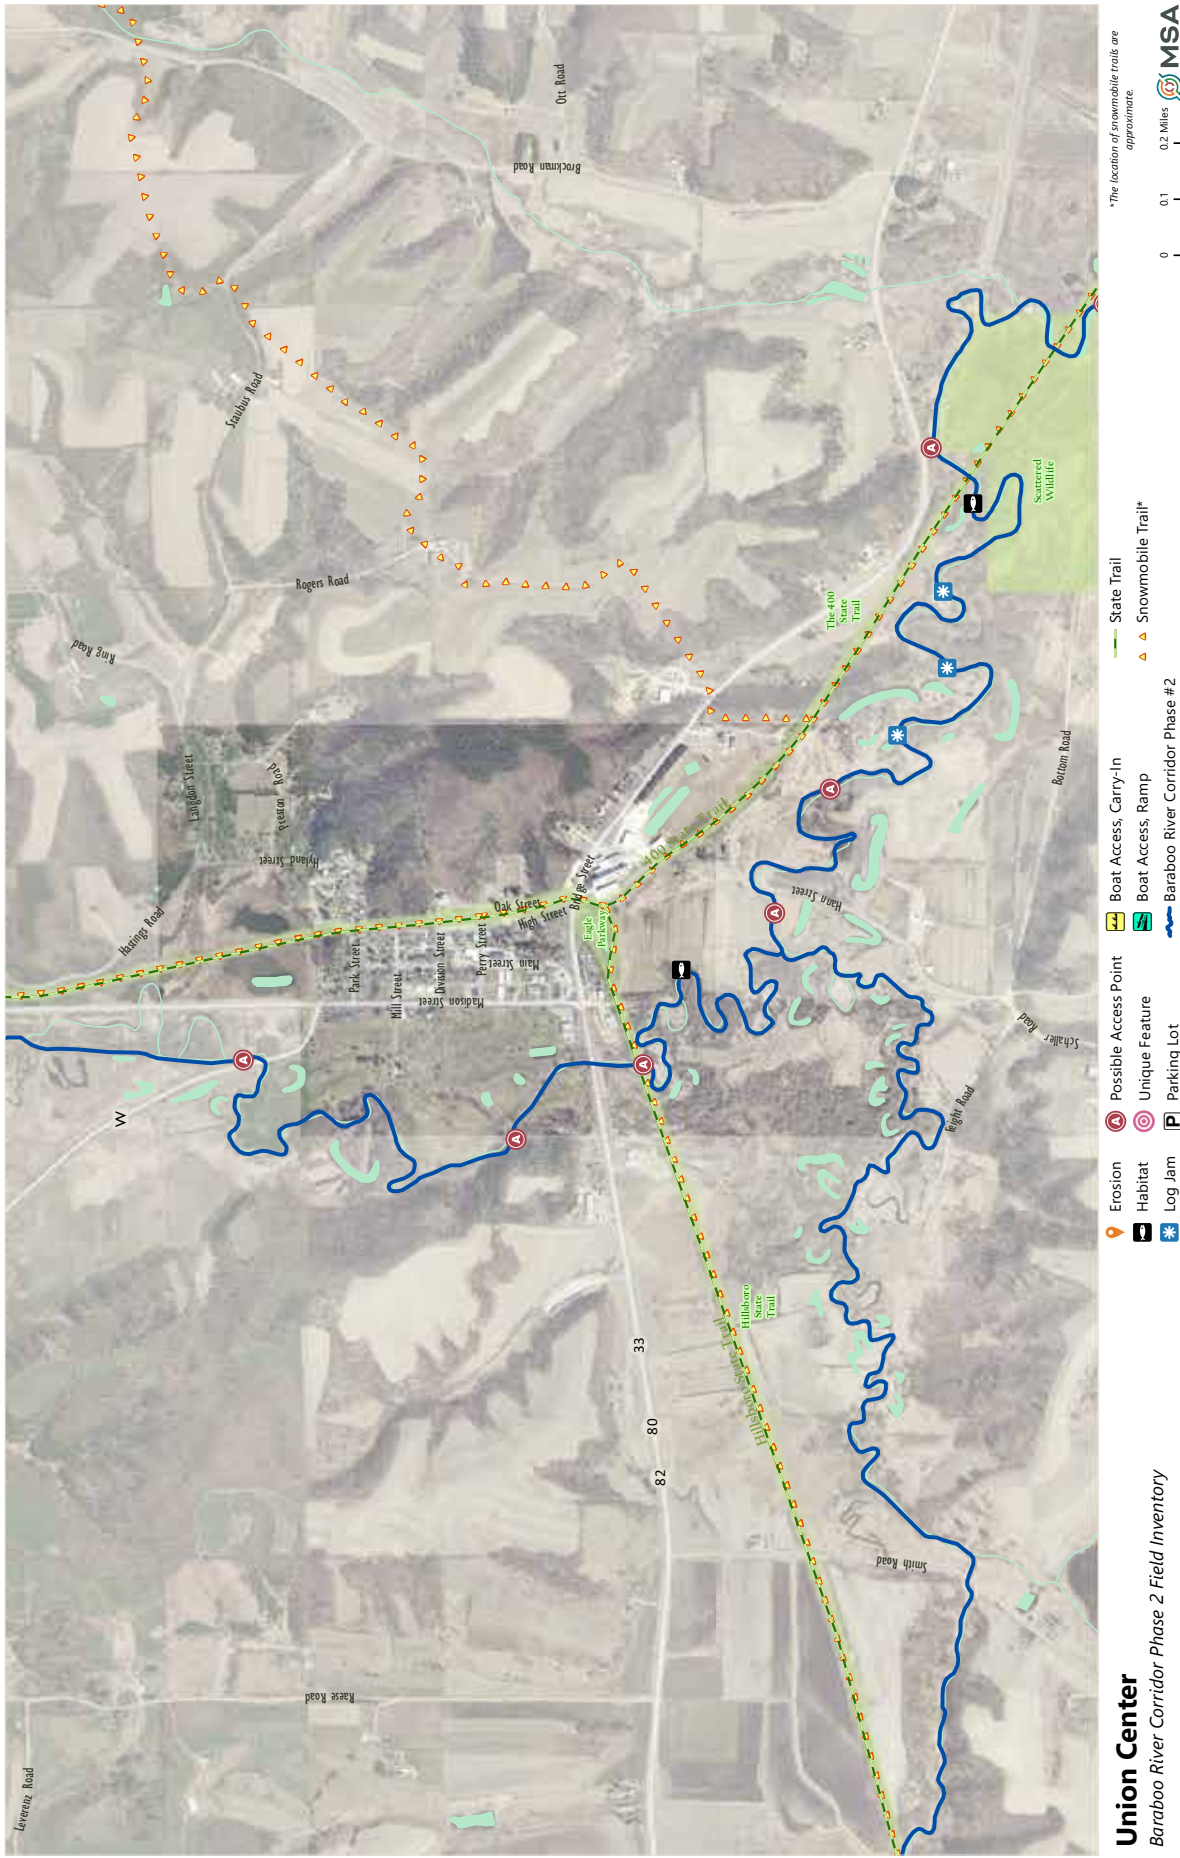 Union Center
Baraboo River Corridor Phase 2 Field Inventory
Erosion
Habitat
Log Jam
A Possible Access Point
Unique Feature
P Parking Lot
Boat Access, Carry-In
Boat Access, Ramp
Baraboo River Corridor Phase #2
State Trail
Snowmobile Trail*
*The location of snowmobile trails are
approximate.
0 0.1 0.2 Miles
MSA
Leverenz Road
Raese Road
W
Hastings Road
Langdon Street
Preston Road
Hyland Street
Ring Road
Staubus Road
Rogers Road
Ott Road
Brockman Road
Park Street
Mill Street
Division Street
Perry Street
Main Street
Madison Street
Oak Street
High Street
Bridge Street
Eagle
Parkway
400 State Trail
The 400
State
Trail
33
80
82
Hillsboro State Trail
Hillsboro
State
Trail
Smith Road
Feight Road
Schaller Road
Hann Street
Bottom Road
Scattered
Wildlife
A
A
A
A
A
A